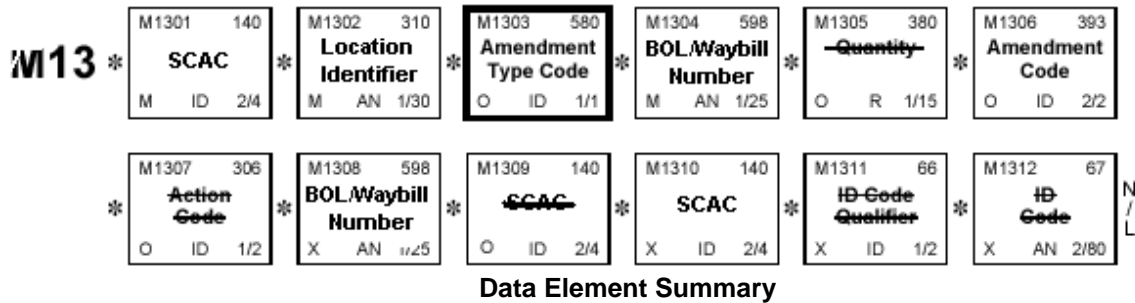 M1301 140 M1302 310 M1303 580 M1304 598 M1305 380 M1306 393
M13 * SCAC * Location Identifier * Amendment Type Code * BOL/Waybill Number * Quantity * Amendment Code
M ID 2/4 M AN 1/30 O ID 1/1 M AN 1/25 O R 1/15 O ID 2/2
M1307 306 M1308 598 M1309 140 M1310 140 M1311 66 M1312 67
* Action Code * BOL/Waybill Number * SCAC * SCAC * ID Code Qualifier * ID Code N / L
O ID 1/2 X AN 1/25 O ID 2/4 X ID 2/4 X ID 1/2 X AN 2/80
Data Element Summary